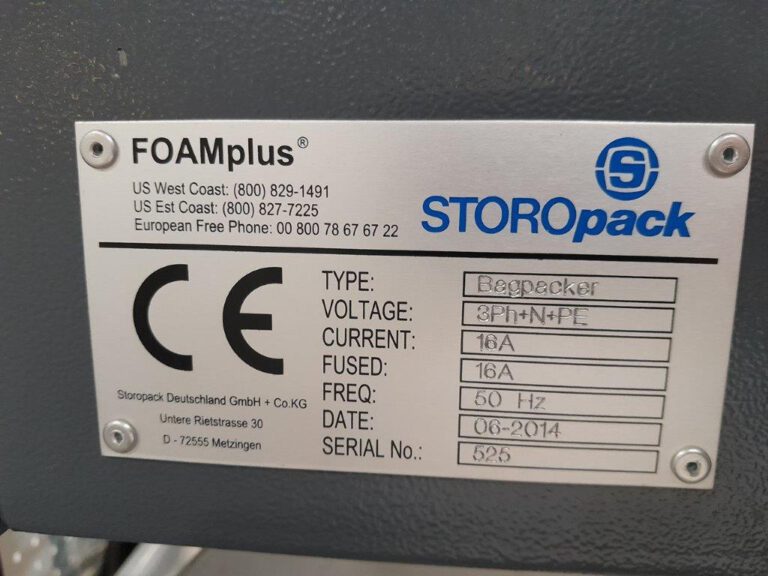 FOAMplus®
US West Coast: (800) 829-1491
US Est Coast: (800) 827-7225
European Free Phone: 00 800 78 67 67 22
S
STOROpack
CE
Storopack Deutschland GmbH + Co.KG
Untere Rietstrasse 30
D - 72555 Metzingen
TYPE: Bagpacker
VOLTAGE: 3Ph+N+PE
CURRENT: 16A
FUSED: 16A
FREQ: 50 Hz
DATE: 06-2014
SERIAL No.: 525